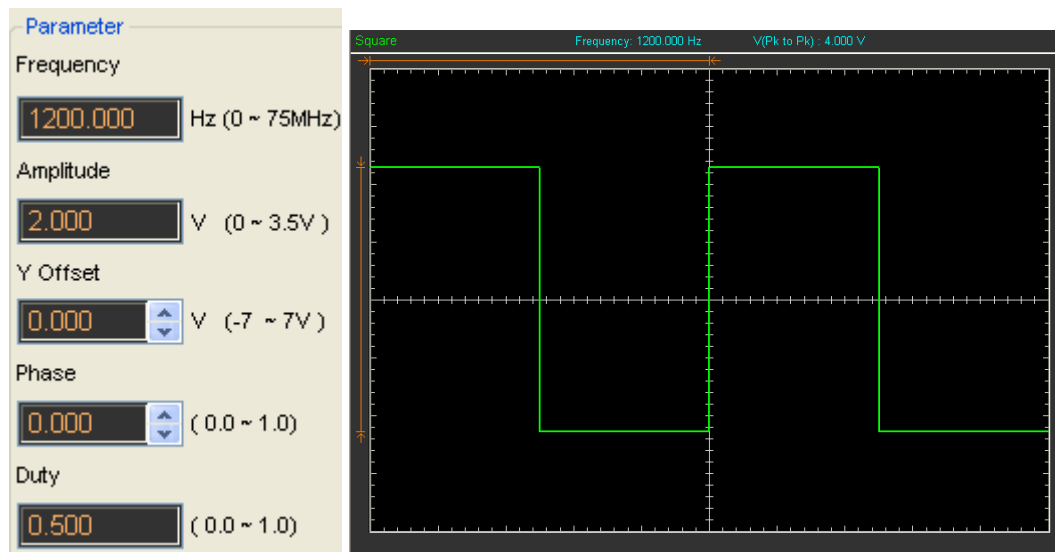 Parameter
Frequency
1200.000 Hz (0 ~ 75MHz)
Amplitude
2.000 V (0 ~ 3.5V )
Y Offset
0.000 V (-7 ~ 7V )
Phase
0.000 ( 0.0 ~ 1.0)
Duty
0.500 ( 0.0 ~ 1.0)
Square Frequency: 1200.000 Hz V(Pk to Pk) : 4.000 V